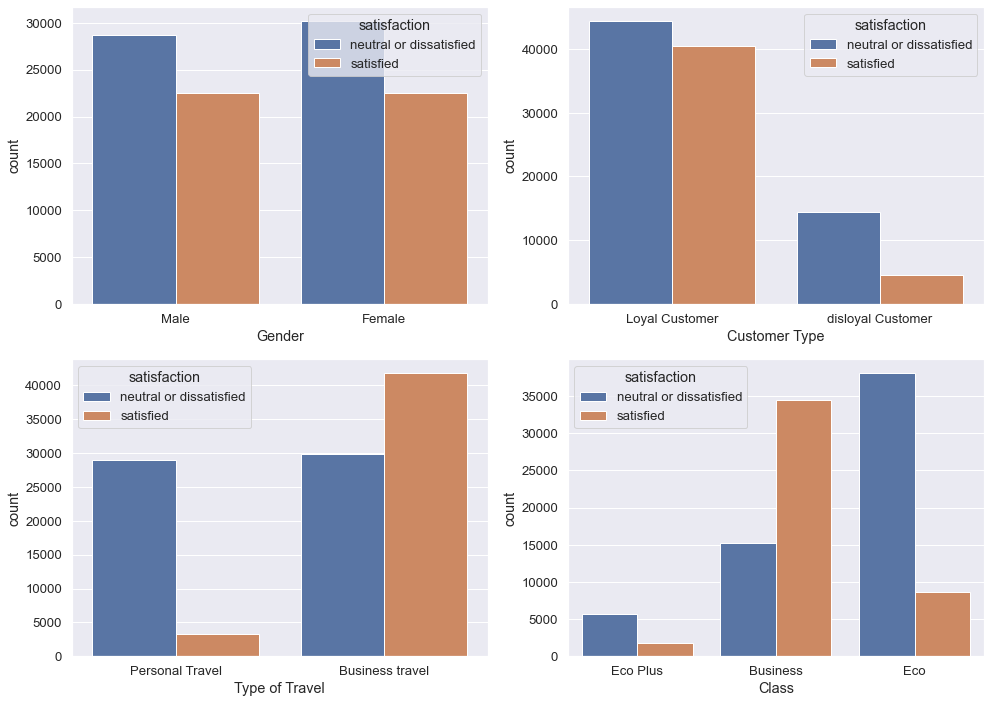 satisfaction
neutral or dissatisfied
satisfied
30000
25000
20000
15000
10000
5000
0
count
Male
Female
Gender
satisfaction
neutral or dissatisfied
satisfied
40000
30000
20000
10000
0
count
Loyal Customer
disloyal Customer
Customer Type
satisfaction
neutral or dissatisfied
satisfied
40000
35000
30000
25000
20000
15000
10000
5000
0
count
Personal Travel
Business travel
Type of Travel
satisfaction
neutral or dissatisfied
satisfied
35000
30000
25000
20000
15000
10000
5000
0
count
Eco Plus
Business
Eco
Class